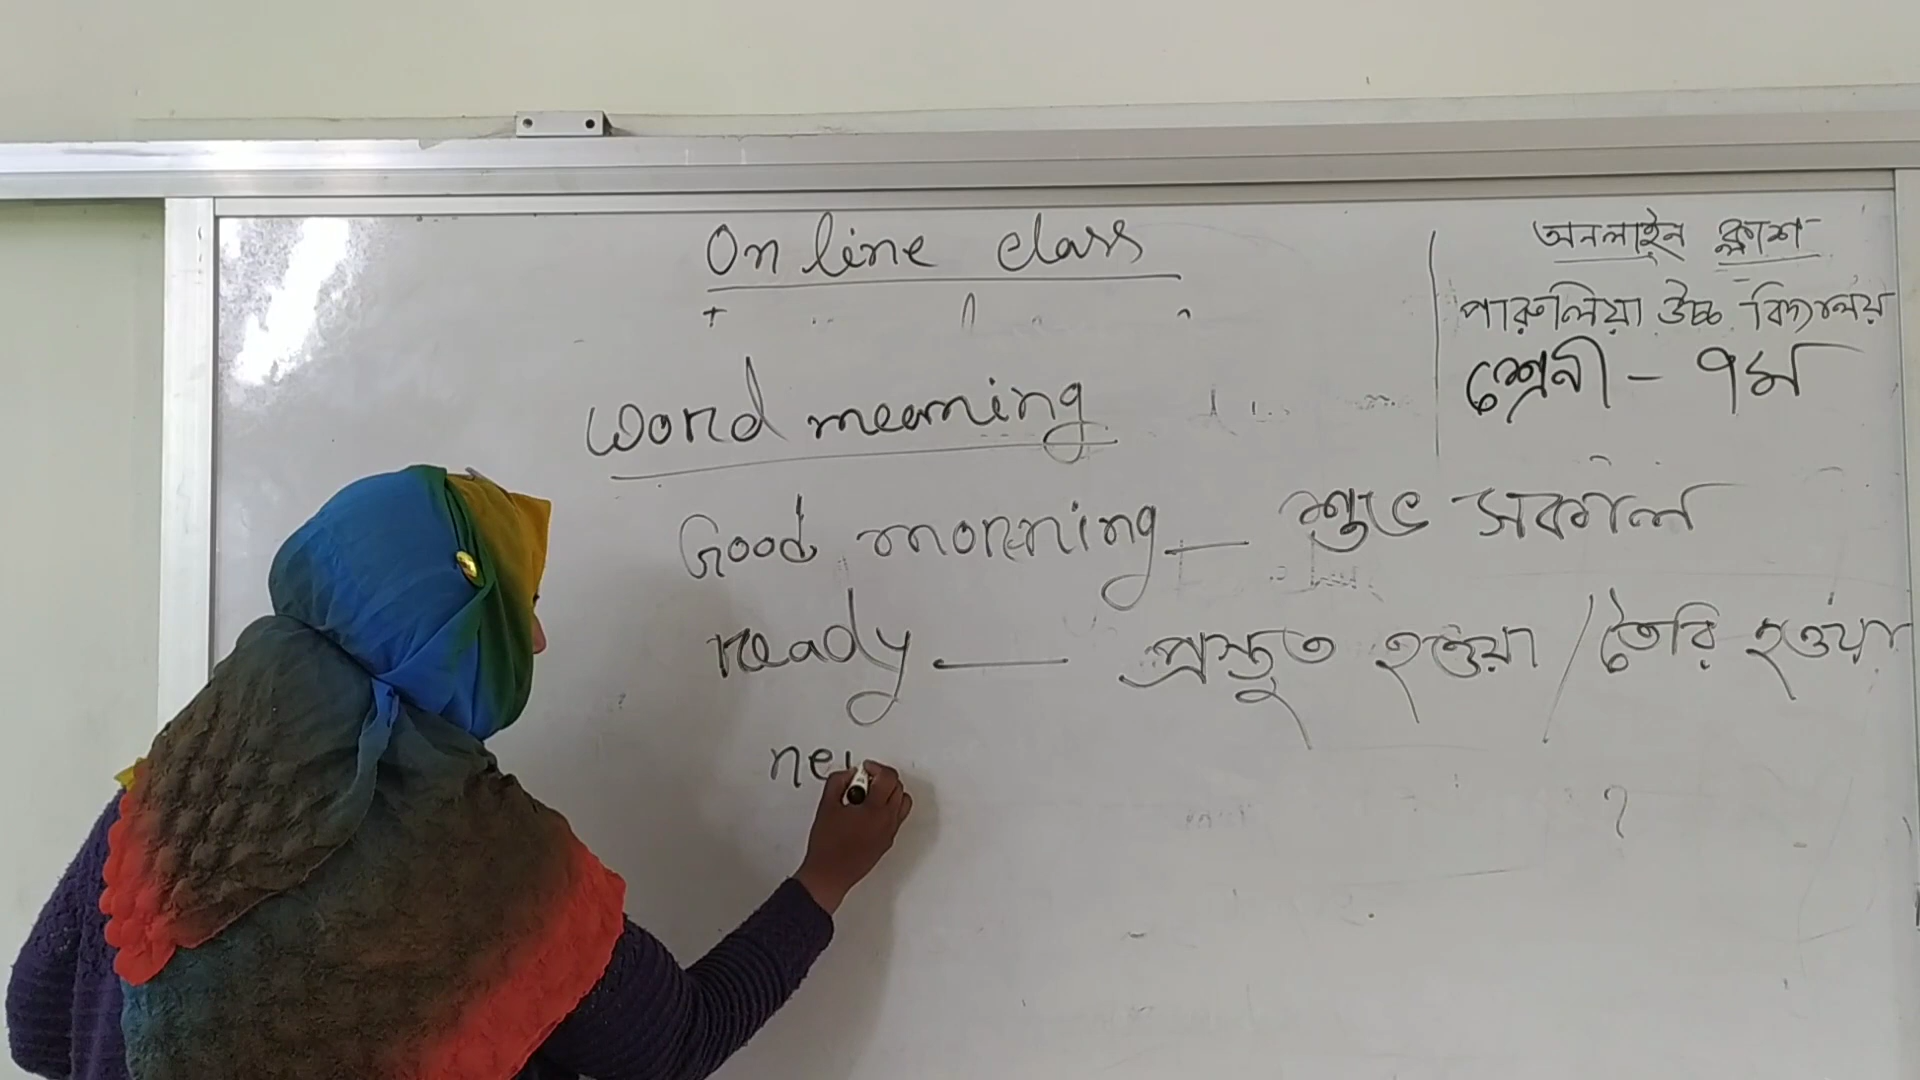 On line class
word meaning
Good morning — শুভ সকাল
ready — প্রস্তুত হওয়া / তৈরি হওয়া
অনলাইন ক্লাশ
পারুলিয়া উচ্চ বিদ্যালয়
শ্রেনী - ৭ম